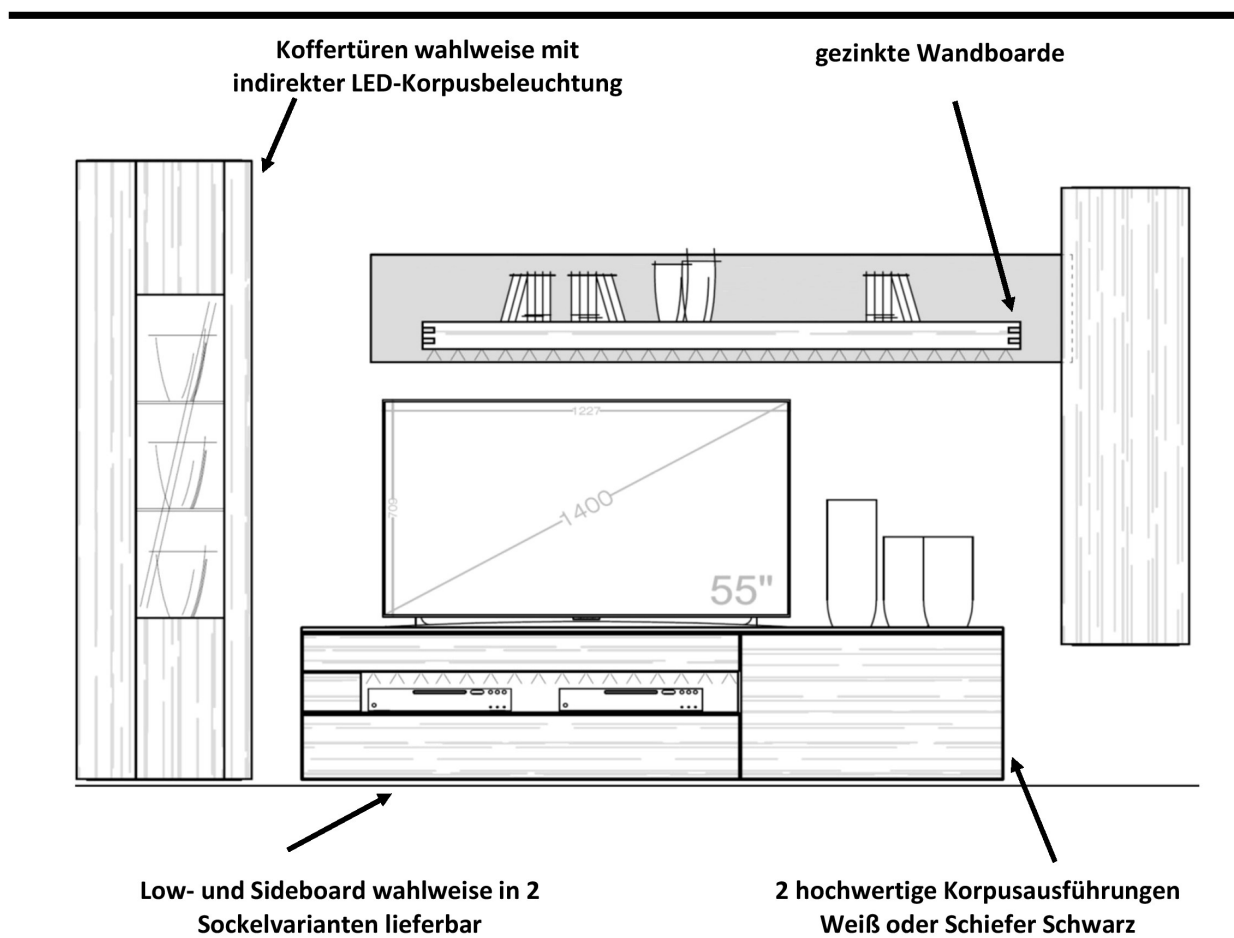 Koffertüren wahlweise mit
indirekter LED-Korpusbeleuchtung
gezinkte Wandboarde
1227
700
1400
55"
Low- und Sideboard wahlweise in 2
Sockelvarianten lieferbar
2 hochwertige Korpusausführungen
Weiß oder Schiefer Schwarz